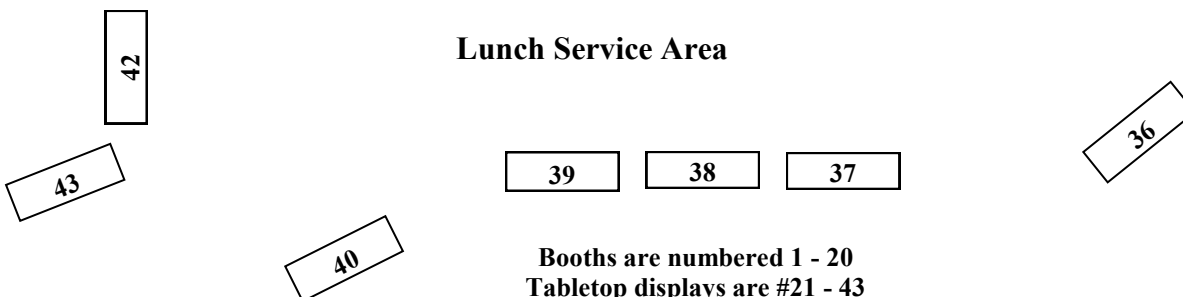 Lunch Service Area
42
36
43
39 38 37
40
Booths are numbered 1 - 20
Tabletop displays are #21 - 43